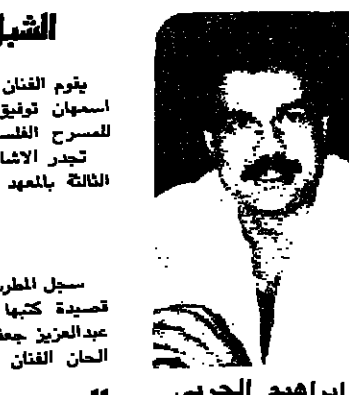 الشبل
يقوم الفنان
اسمهان توفيق
للمسرح الفلس
تجدر الاشا
الثالثة بالمعهد
سجل المطر
قصيدة كتبها
عبدالعزيز جعف
الحان الفنان
ابراهيم الحربي